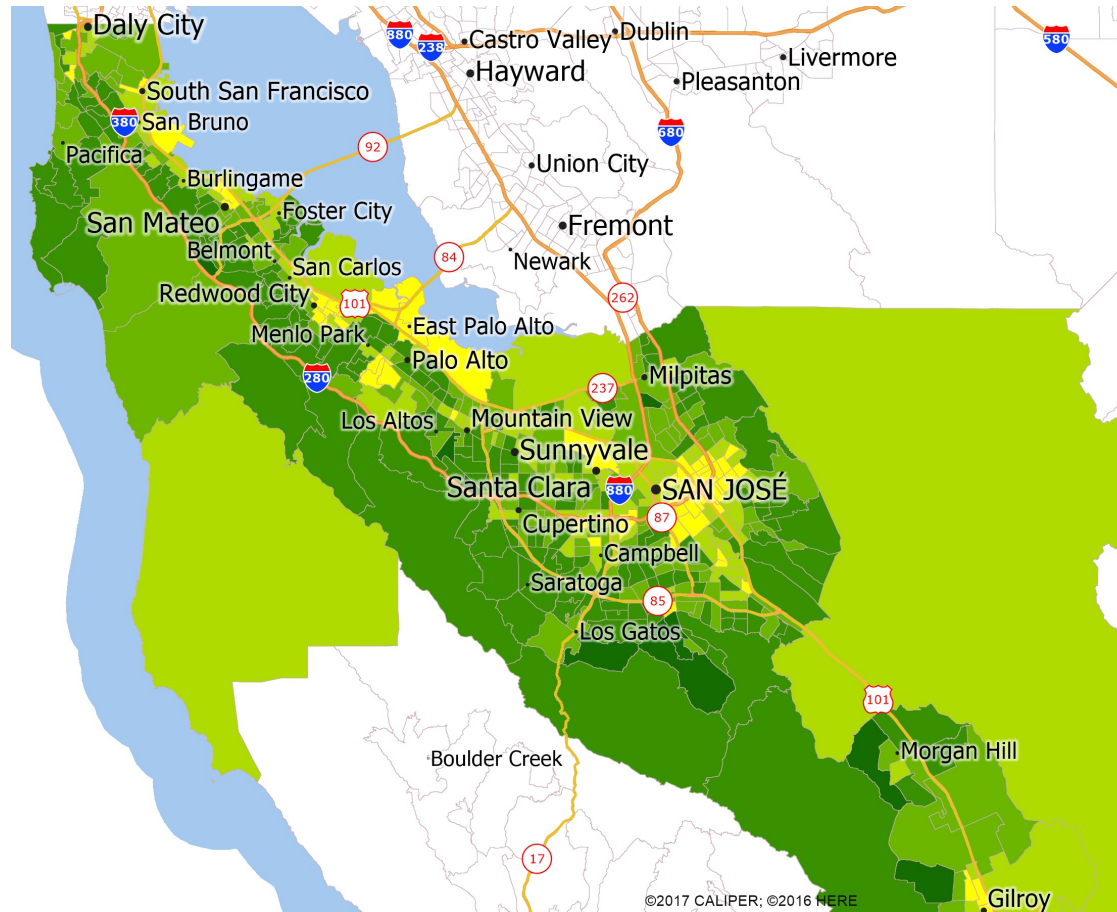 Daly City
880
238
Castro Valley
Dublin
580
Hayward
Livermore
Pleasanton
South San Francisco
380
San Bruno
680
92
Pacifica
Union City
Burlingame
San Mateo
Foster City
Fremont
Belmont
84
Newark
San Carlos
Redwood City
101
262
East Palo Alto
Menlo Park
Palo Alto
280
Milpitas
237
Los Altos
Mountain View
Sunnyvale
Santa Clara
880
SAN JOSÉ
87
Cupertino
Campbell
Saratoga
85
Los Gatos
101
Morgan Hill
Boulder Creek
17
Gilroy
©2017 CALIPER; ©2016 HERE